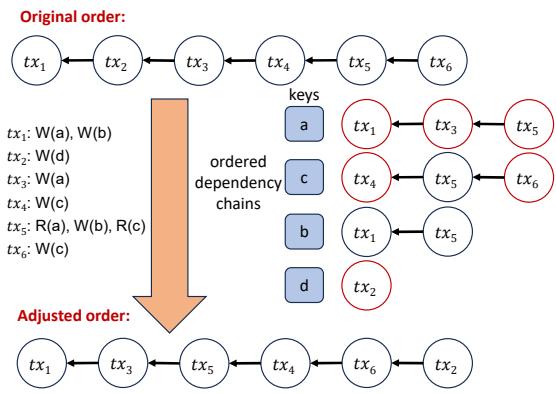 Original order:
tx1 tx2 tx3 tx4 tx5 tx6
keys
a tx1 tx3 tx5
c tx4 tx5 tx6
b tx1 tx5
d tx2
tx1: W(a), W(b)
tx2: W(d)
tx3: W(a)
tx4: W(c)
tx5: R(a), W(b), R(c)
tx6: W(c)
ordered
dependency
chains
Adjusted order:
tx1 tx3 tx5 tx4 tx6 tx2